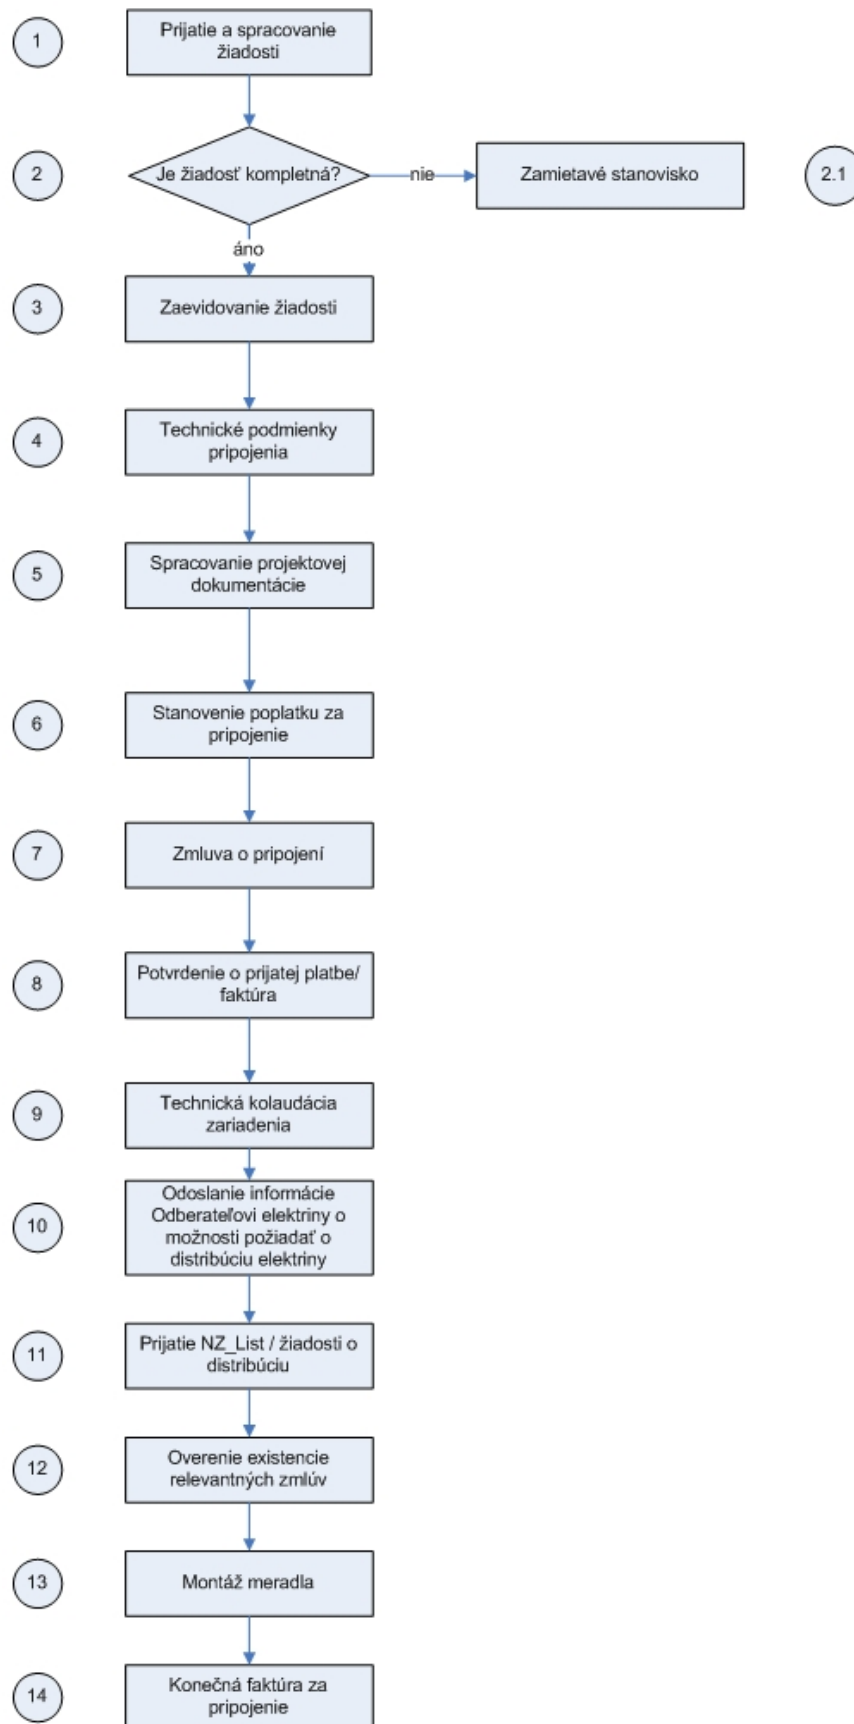 1
Prijatie a spracovanie
žiadosti
2
Je žiadosť kompletná?
nie
Zamietavé stanovisko
2.1
áno
3
Zaevidovanie žiadosti
4
Technické podmienky
pripojenia
5
Spracovanie projektovej
dokumentácie
6
Stanovenie poplatku za
pripojenie
7
Zmluva o pripojení
8
Potvrdenie o prijatej platbe/
faktúra
9
Technická kolaudácia
zariadenia
10
Odoslanie informácie
Odberateľovi elektriny o
možnosti požiadať o
distribúciu elektriny
11
Prijatie NZ_List / žiadosti o
distribúciu
12
Overenie existencie
relevantných zmlúv
13
Montáž meradla
14
Konečná faktúra za
pripojenie